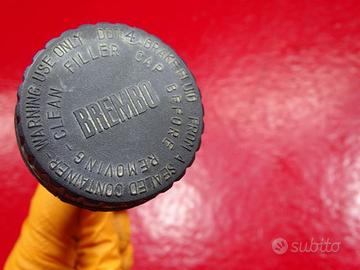 WARNING. USE ONLY DOT 4 BRAKE FLUID FROM A SEALED CONTAINER
CLEAN FILLER CAP BEFORE REMOVING
BREMBO
subito